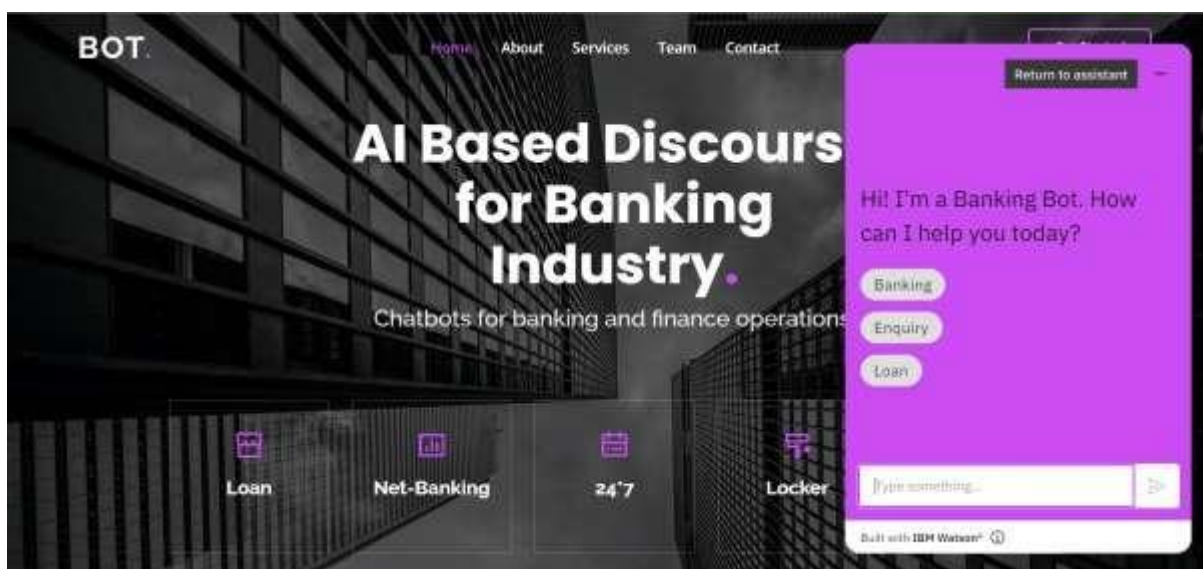 BOT.
Home About Services Team Contact
Return to assistant
AI Based Discours
for Banking
Industry.
Chatbots for banking and finance operations
Hi! I'm a Banking Bot. How
can I help you today?
Banking
Enquiry
Loan
Loan
Net-Banking
24*7
Locker
Type something...
Built with IBM Watson®